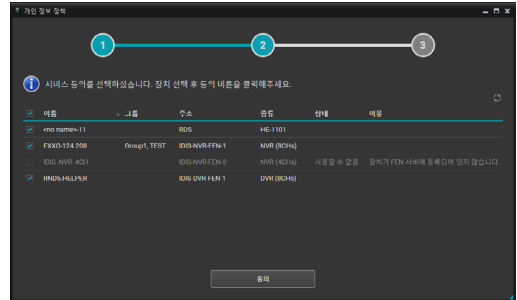 개인 정보 정책
1 2 3
서비스 동의를 선택하셨습니다. 장치 선택 후 동의 버튼을 클릭해주세요.
이름 그룹 주소 종류 상태 이유
<no name>-11 RDS HE-1101
EXX0-124.208 Group1, TEST IDIS-NVR-FEN-1 NVR (8CHs)
IDIS_NVR_4CH IDIS-NVR-FEN-2 NVR (4CHs) 사용할 수 없음 장치가 FEN 서버에 등록되어 있지 않습니다.
RND5.HELPER IDIS DVR FEN-1 DVR (8CHs)
동의